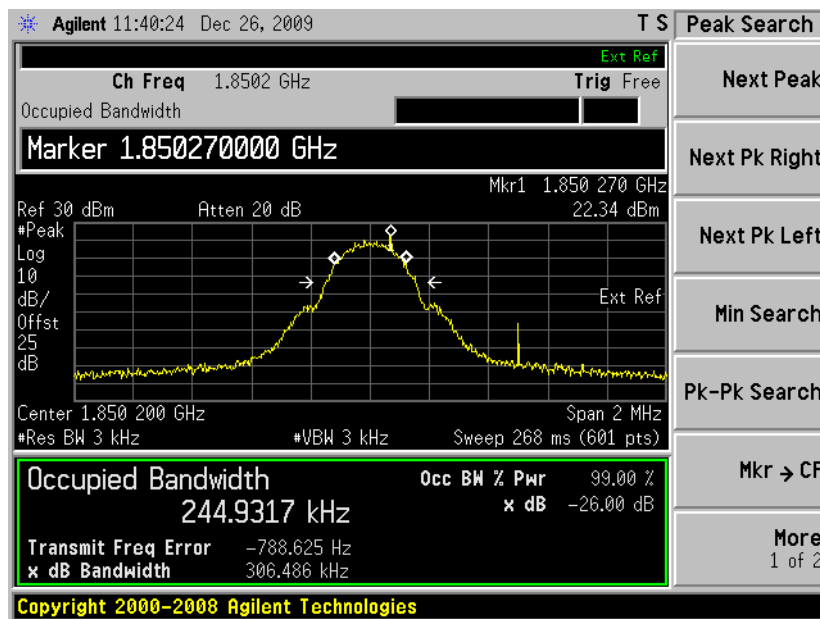 Agilent 11:40:24 Dec 26, 2009 T S
Peak Search
Ext Ref
Ch Freq 1.8502 GHz Trig Free
Occupied Bandwidth
Marker 1.850270000 GHz
Mkr1 1.850 270 GHz
Ref 30 dBm Atten 20 dB 22.34 dBm
#Peak
Log
10
dB/
Offst
25
dB
Ext Ref
Center 1.850 200 GHz Span 2 MHz
#Res BW 3 kHz #VBW 3 kHz Sweep 268 ms (601 pts)
Occupied Bandwidth
244.9317 kHz
Occ BW % Pwr 99.00 %
x dB -26.00 dB
Transmit Freq Error -788.625 Hz
x dB Bandwidth 306.486 kHz
Copyright 2000-2008 Agilent Technologies
Next Peak
Next Pk Right
Next Pk Left
Min Search
Pk-Pk Search
Mkr → CF
More
1 of 2